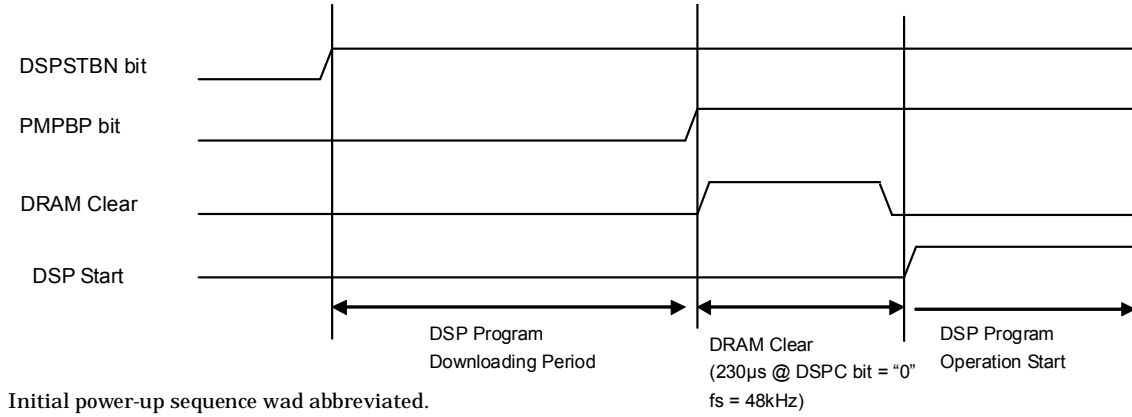 DSPSTBN bit
PMPBP bit
DRAM Clear
DSP Start
DSP Program
Downloading Period
DRAM Clear
(230μs @ DSPC bit = “0”
fs = 48kHz)
DSP Program
Operation Start
Initial power-up sequence wad abbreviated.